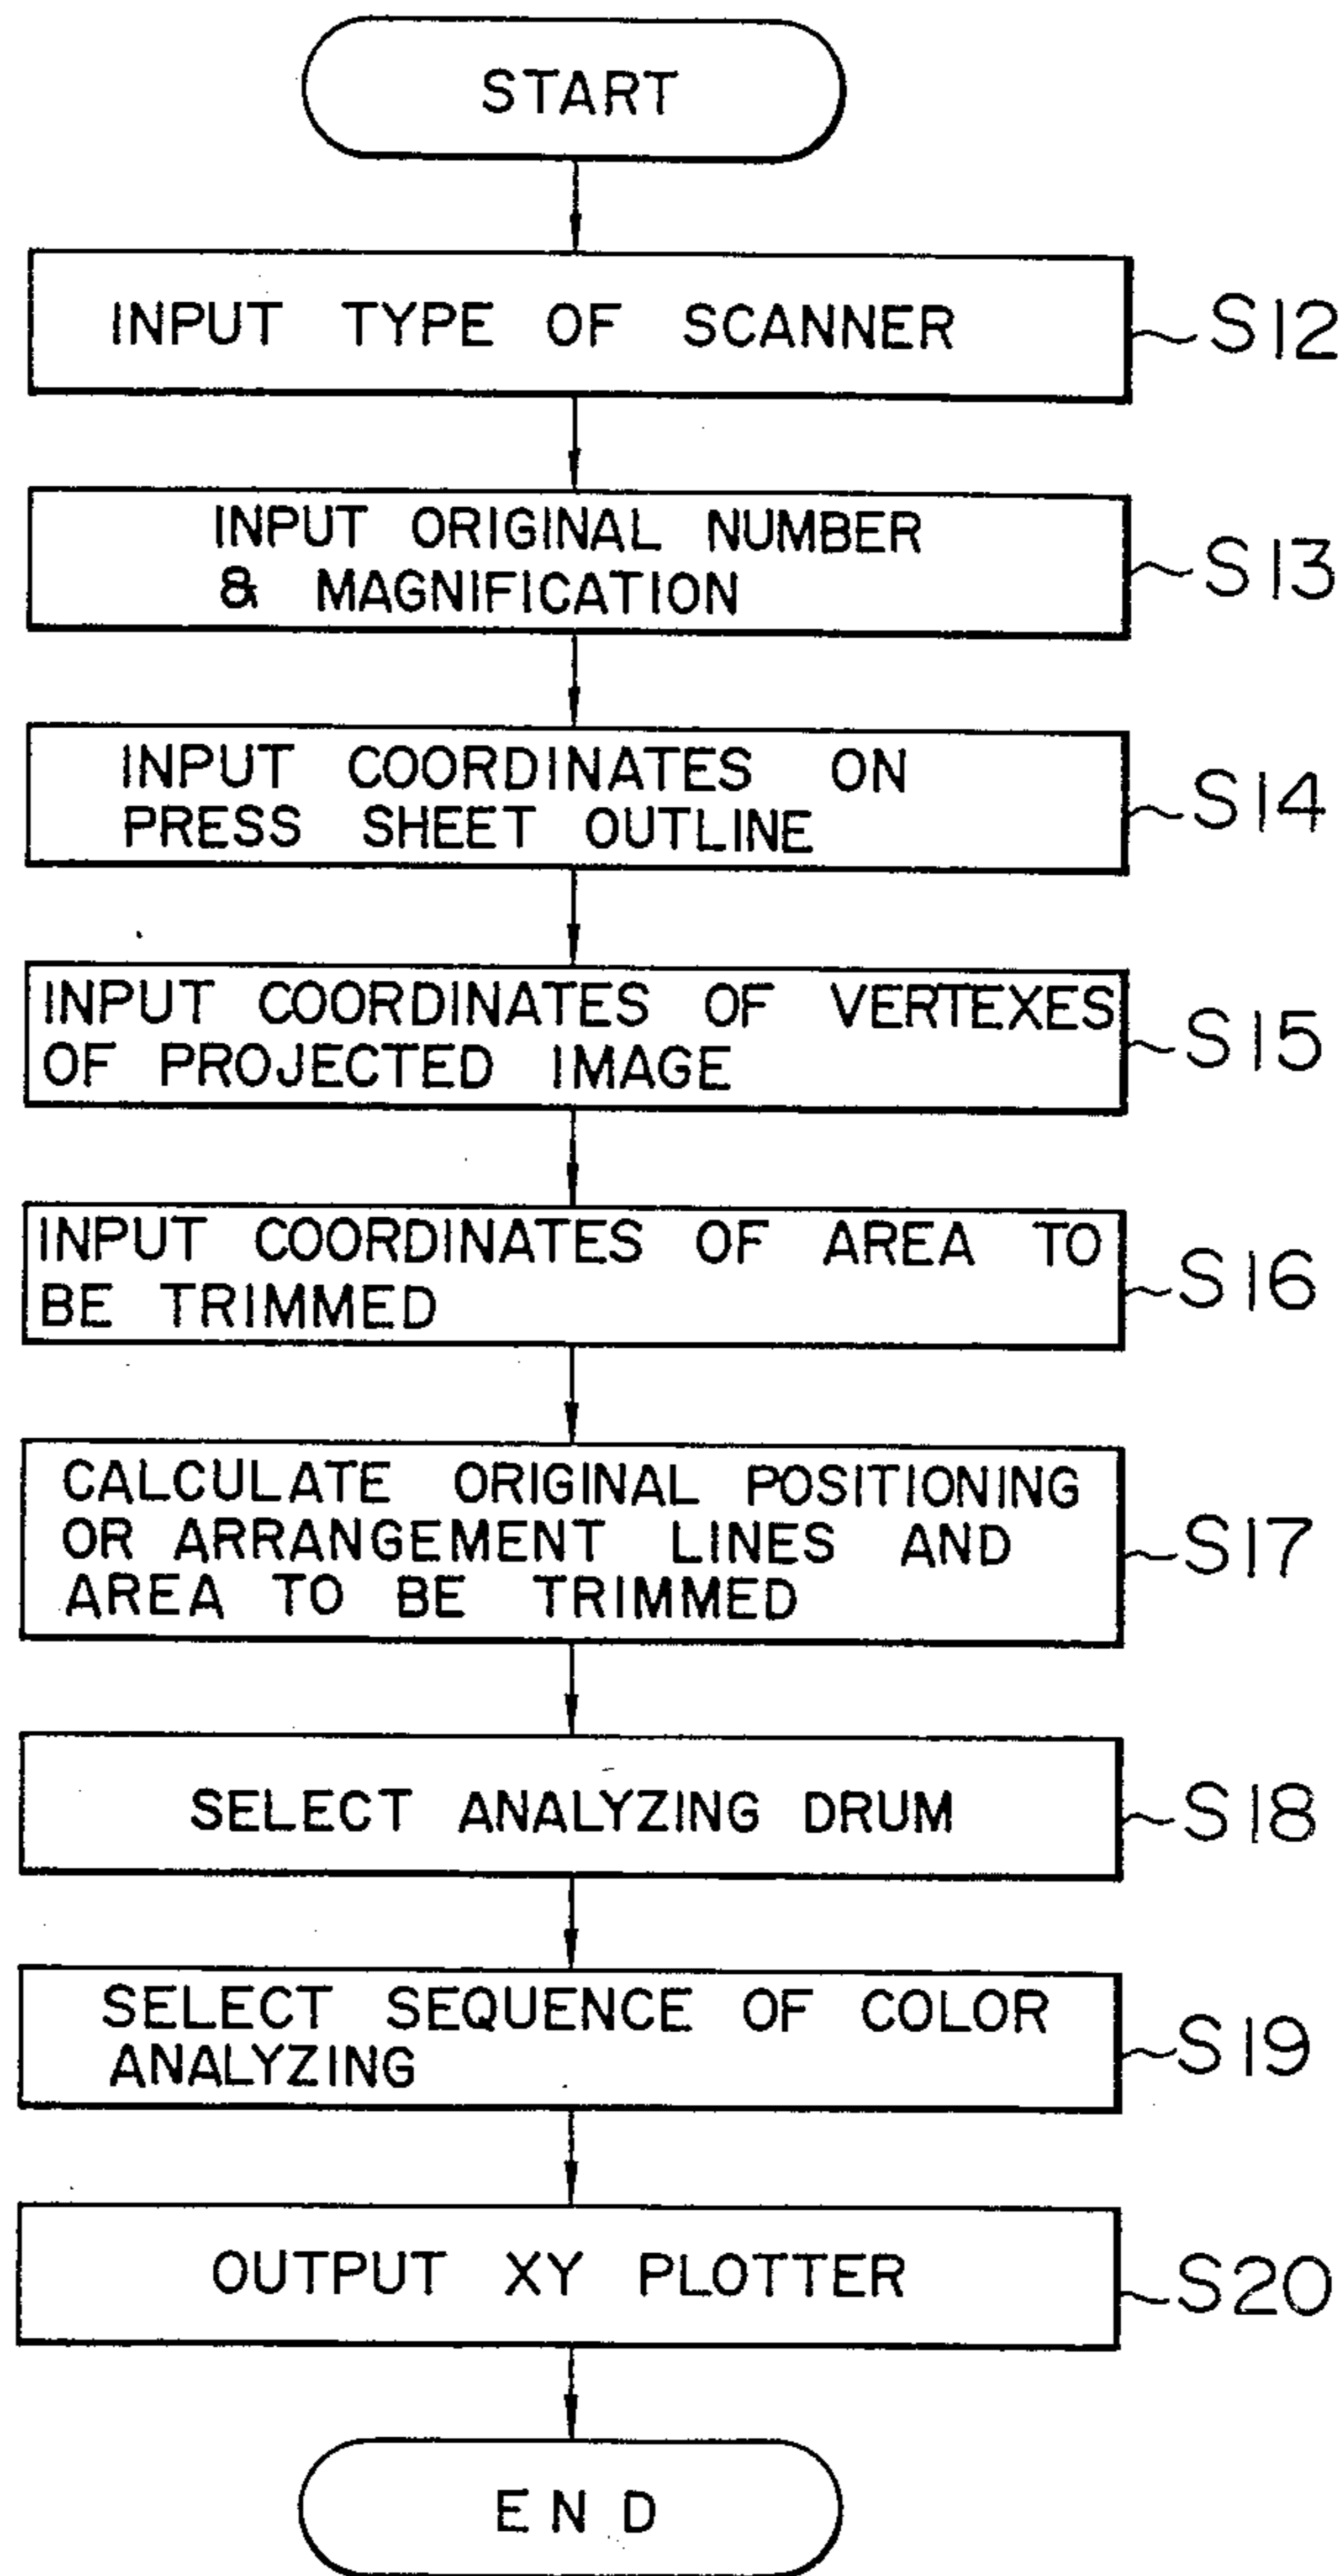 START
INPUT TYPE OF SCANNER
S12
INPUT ORIGINAL NUMBER
& MAGNIFICATION
S13
INPUT COORDINATES ON
PRESS SHEET OUTLINE
S14
INPUT COORDINATES OF VERTEXES
OF PROJECTED IMAGE
S15
INPUT COORDINATES OF AREA TO
BE TRIMMED
S16
CALCULATE ORIGINAL POSITIONING
OR ARRANGEMENT LINES AND
AREA TO BE TRIMMED
S17
SELECT ANALYZING DRUM
S18
SELECT SEQUENCE OF COLOR
ANALYZING
S19
OUTPUT XY PLOTTER
S20
END